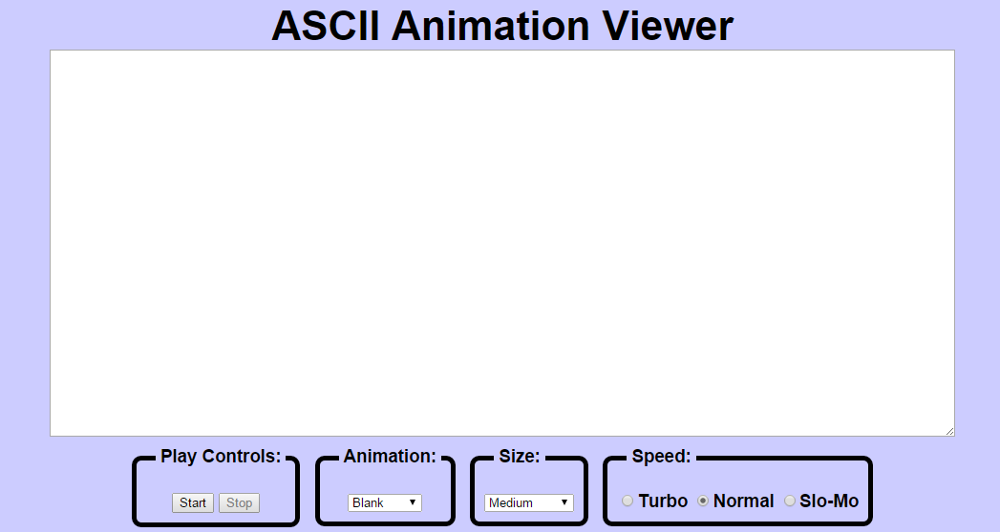 ASCII Animation Viewer
Play Controls: Animation: Size: Speed:
Start Stop Blank Medium Turbo Normal Slo-Mo